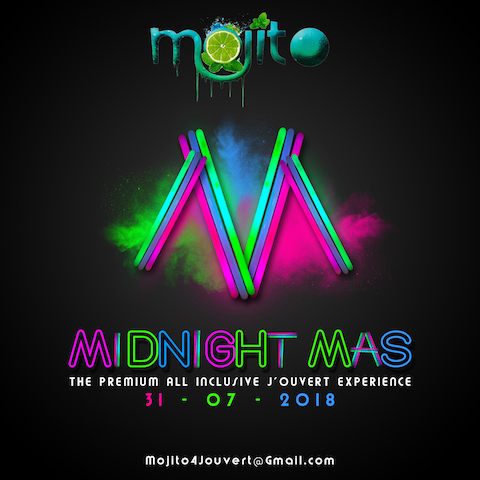 mojito
MIDNIGHT MAS
THE PREMIUM ALL INCLUSIVE J'OUVERT EXPERIENCE
31 - 07 - 2018
Mojito4Jouvert@Gmail.com